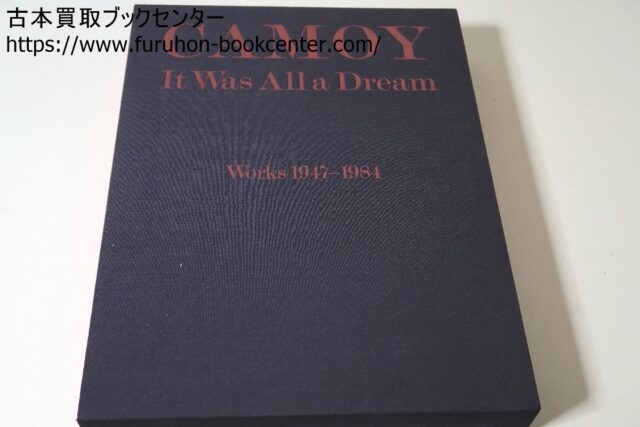 古本買取ブックセンター
https://www.furuhon-bookcenter.com/
CAMOY
It Was All a Dream
Works 1947–1984